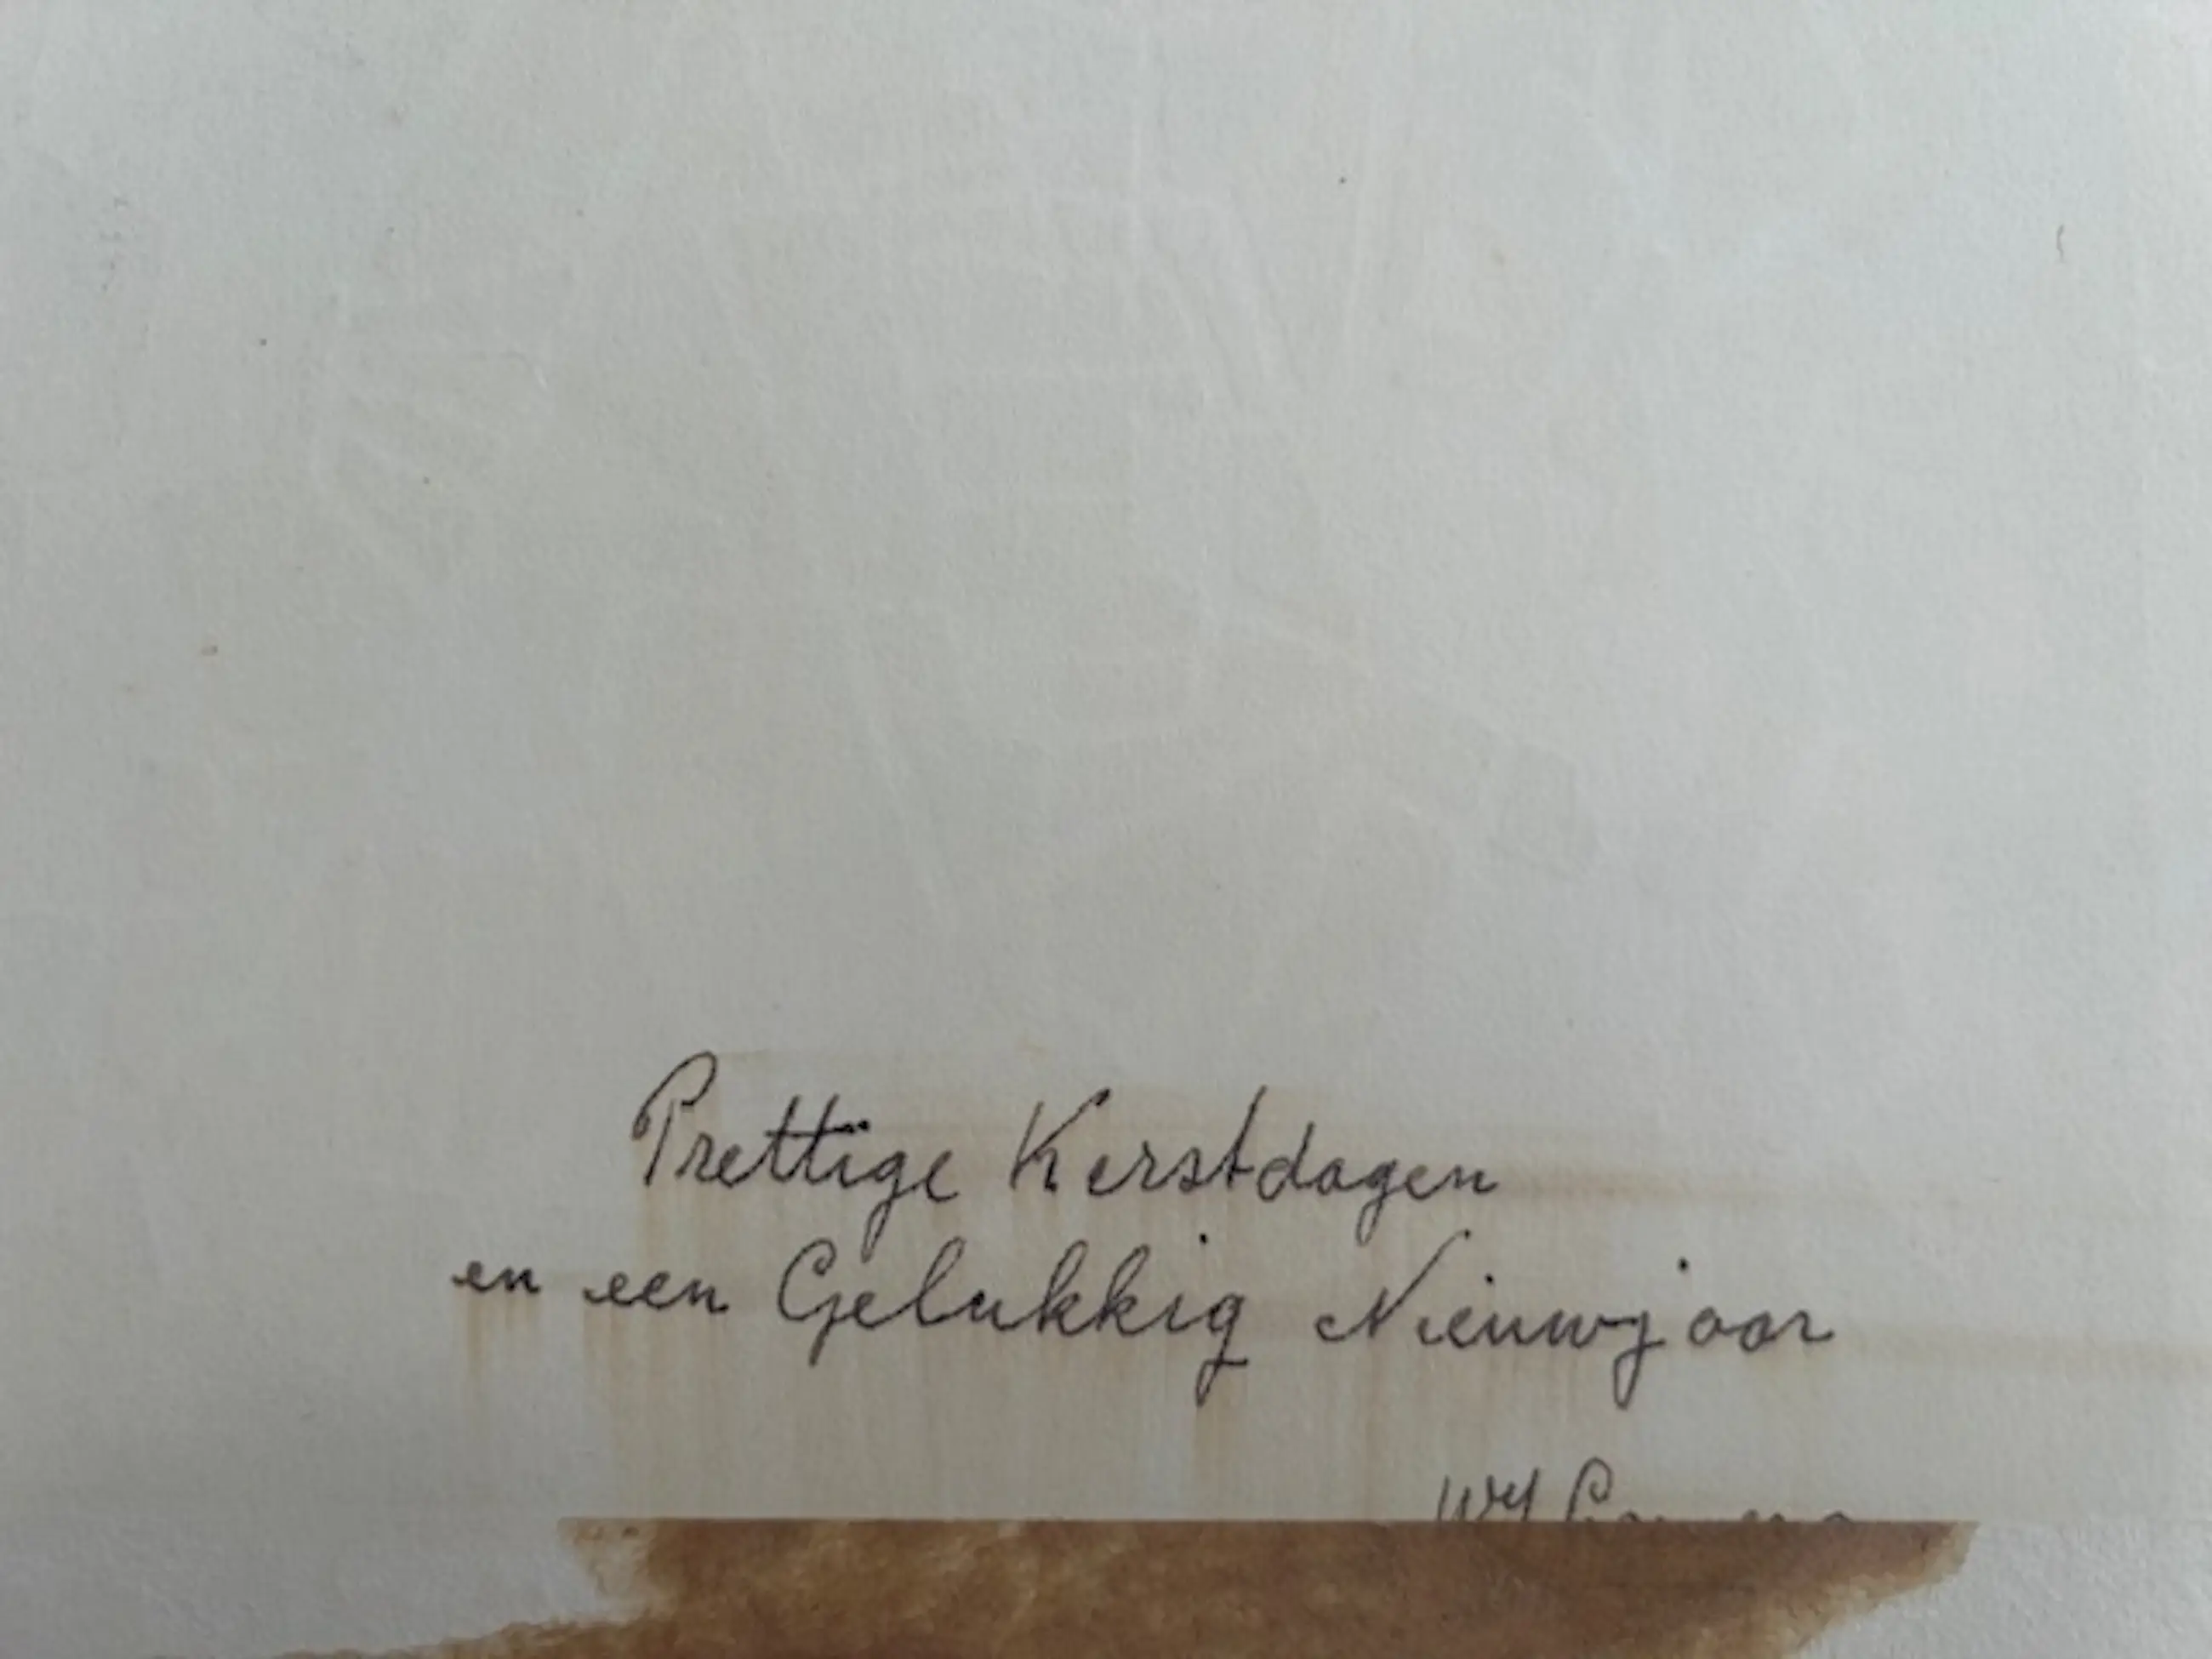 Prettige Kerstdagen
en een Gelukkig Nieuwjaar